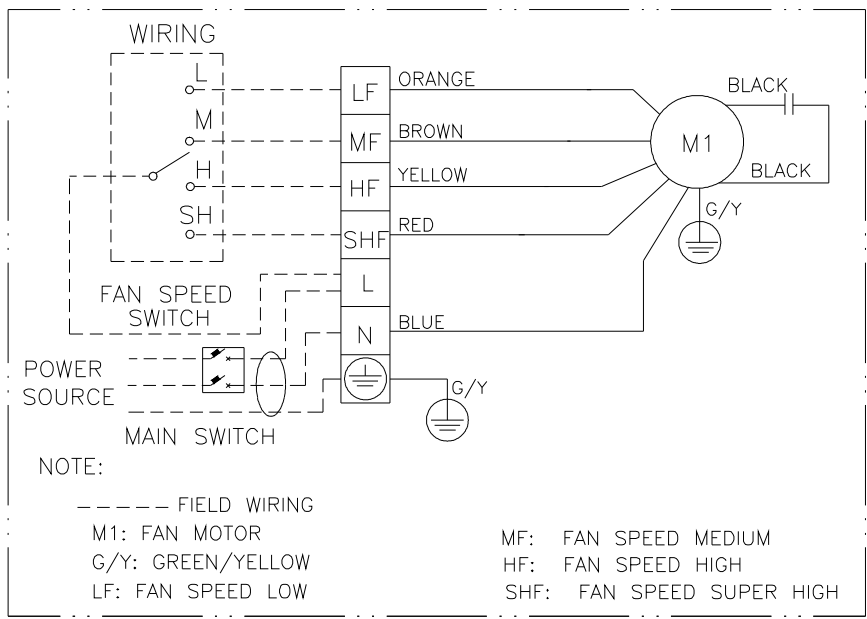 WIRING
L
M
H
SH
FAN SPEED
SWITCH
POWER
SOURCE
MAIN SWITCH
LF
MF
HF
SHF
L
N
ORANGE
BROWN
YELLOW
RED
BLUE
G/Y
M1
BLACK
BLACK
G/Y
NOTE:
FIELD WIRING
M1: FAN MOTOR
G/Y: GREEN/YELLOW
LF: FAN SPEED LOW
MF: FAN SPEED MEDIUM
HF: FAN SPEED HIGH
SHF: FAN SPEED SUPER HIGH